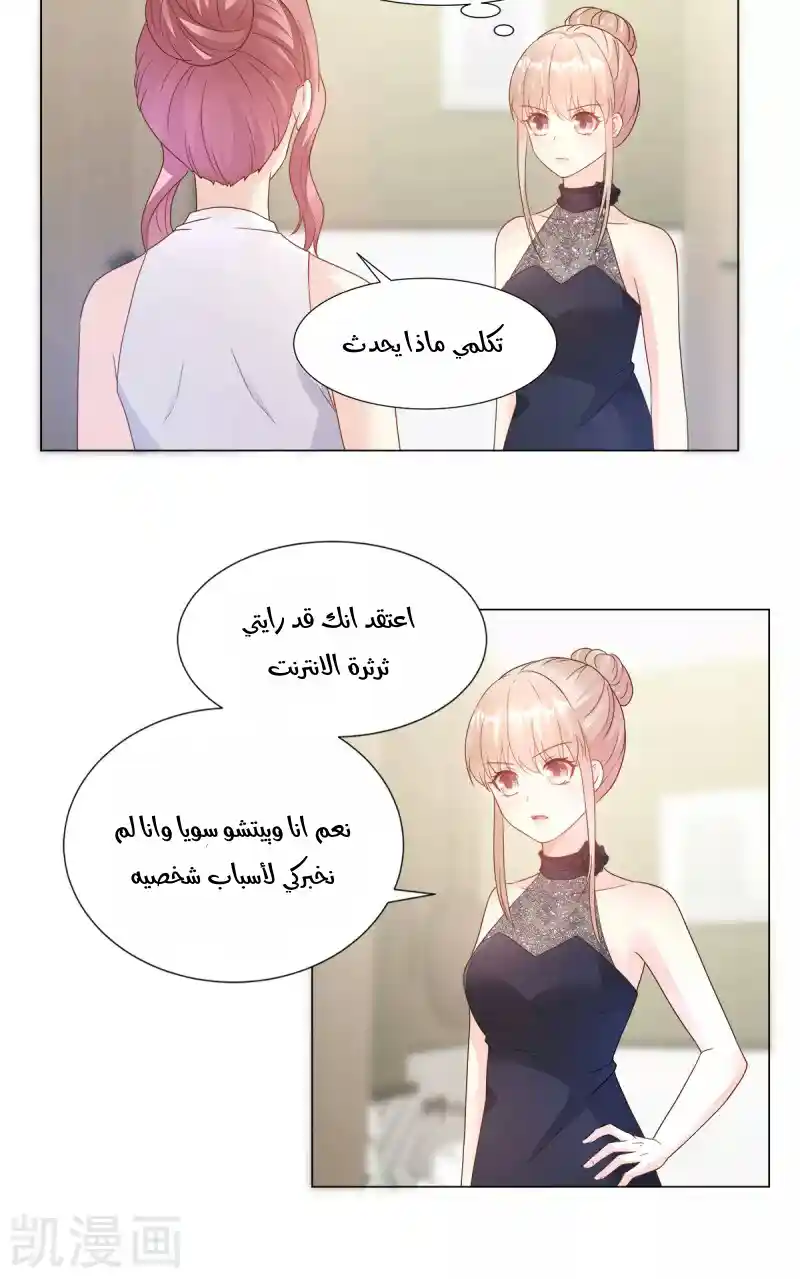 تكلمي ماذا يحدث
اعتقد انك قد رايتي
ثرثرة الانترنت
نعم انا وبيتشو سويا وانا لم
نخبركي لأسباب شخصيه
凯漫画